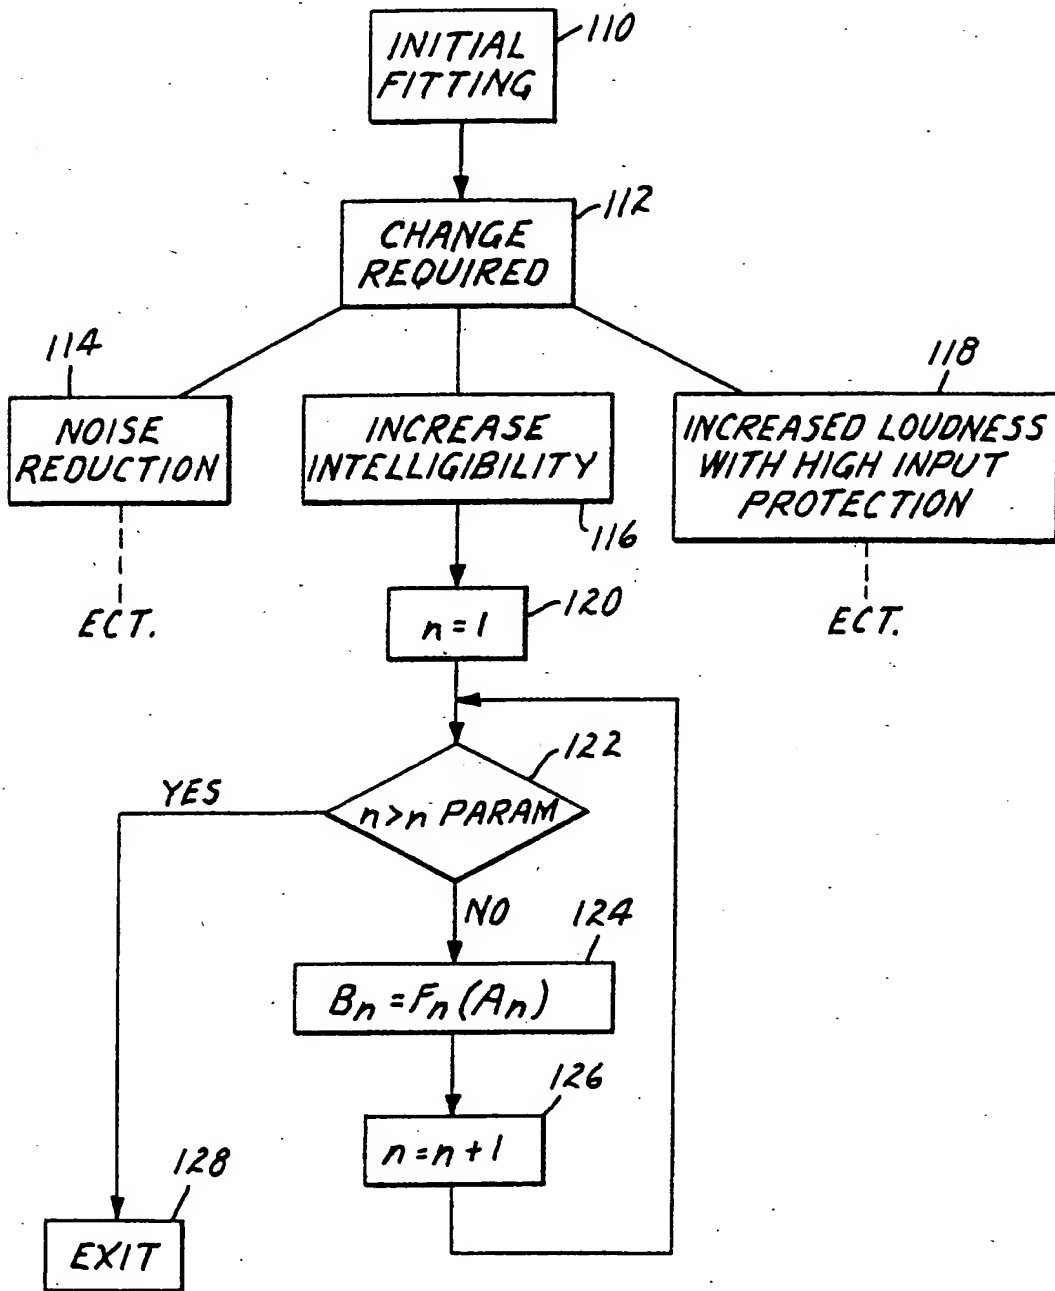 INITIAL
FITTING
110
CHANGE
REQUIRED
112
114
NOISE
REDUCTION
ECT.
INCREASE
INTELLIGIBILITY
116
118
INCREASED LOUDNESS
WITH HIGH INPUT
PROTECTION
ECT.
n=1
120
122
n>n PARAM
YES
NO
124
Bn=Fn(An)
126
n=n+1
128
EXIT